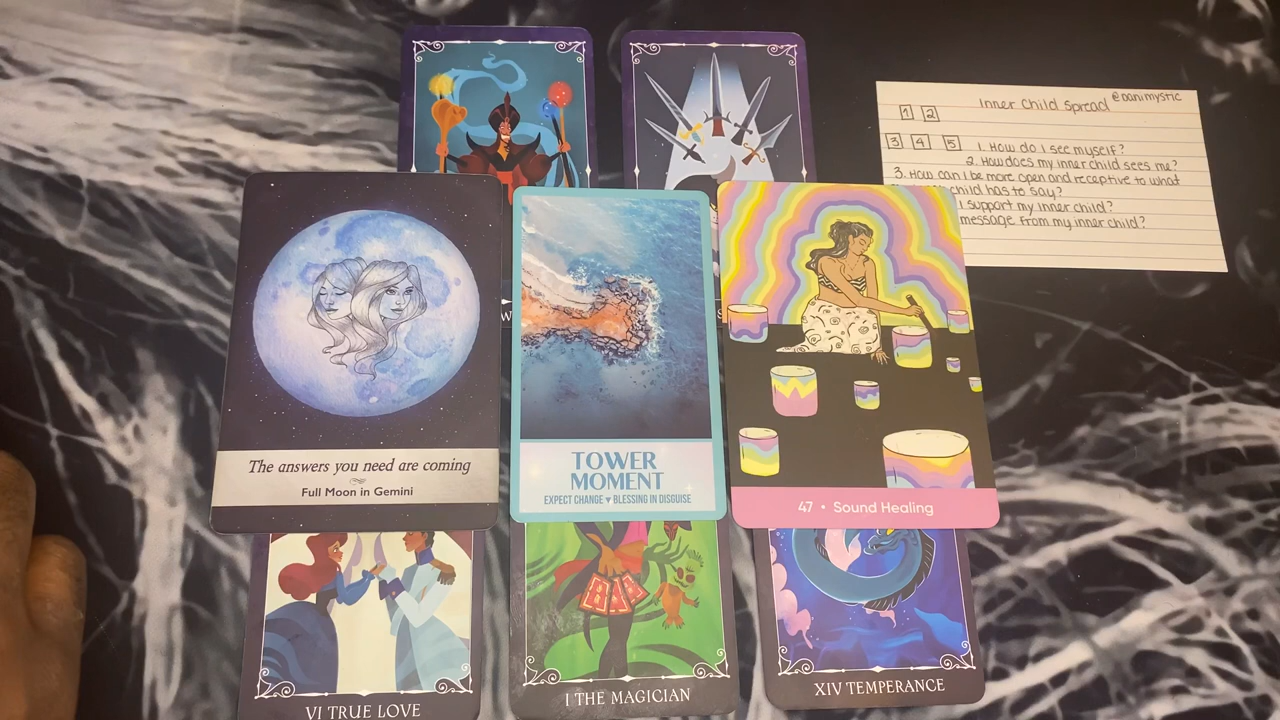 Inner Child Spread @Danimystic
1 2
3 4 5 1. How do I see myself?
2. How does my inner child sees me?
3. How can I be more open and receptive to what
child has to say?
I support my inner child?
message from my inner child?
The answers you need are coming
Full Moon in Gemini
TOWER
MOMENT
EXPECT CHANGE ♥ BLESSING IN DISGUISE
47 • Sound Healing
VI TRUE LOVE
I THE MAGICIAN
XIV TEMPERANCE